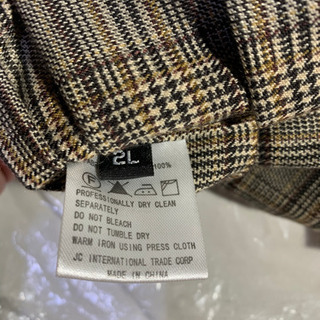 2L
100%
PROFESSIONALLY DRY CLEAN
SEPARATELY
DO NOT BLEACH
DO NOT TUMBLE DRY
WARM IRON USING PRESS CLOTH
JC INTERNATIONAL TRADE CORP
MADE IN CHINA